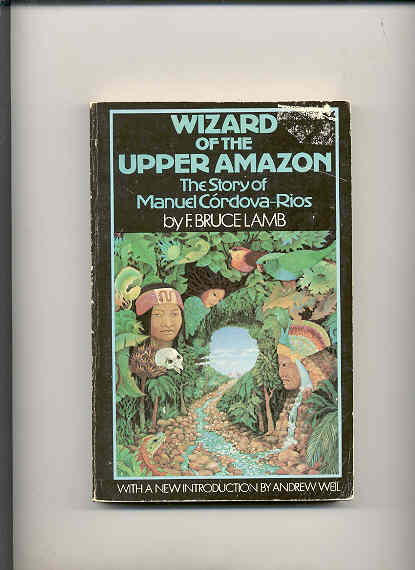 WIZARD
OF THE
UPPER AMAZON
The Story of
Manuel Córdova-Rios
by F. BRUCE LAMB
WITH A NEW INTRODUCTION BY ANDREW WEIL